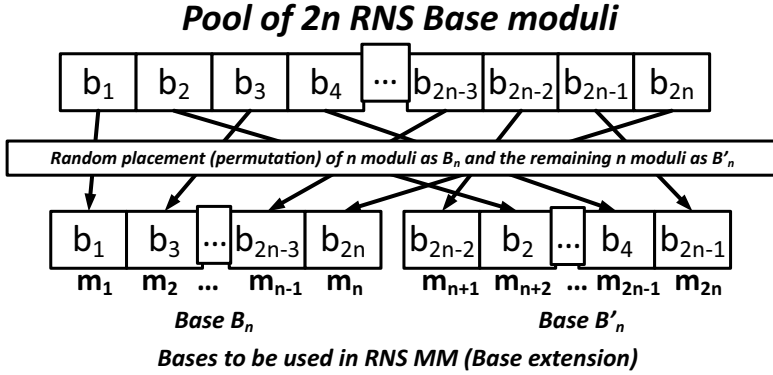 Pool of 2n RNS Base moduli
b₁ b₂ b₃ b₄ ... b₂ₙ₋₃ b₂ₙ₋₂ b₂ₙ₋₁ b₂ₙ
Random placement (permutation) of n moduli as Bₙ and the remaining n moduli as B'ₙ
b₁ b₃ ... b₂ₙ₋₃ b₂ₙ b₂ₙ₋₂ b₂ ... b₄ b₂ₙ₋₁
m₁ m₂ ... mₙ₋₁ mₙ mₙ₊₁ mₙ₊₂ ... m₂ₙ₋₁ m₂ₙ
Base Bₙ Base B'ₙ
Bases to be used in RNS MM (Base extension)